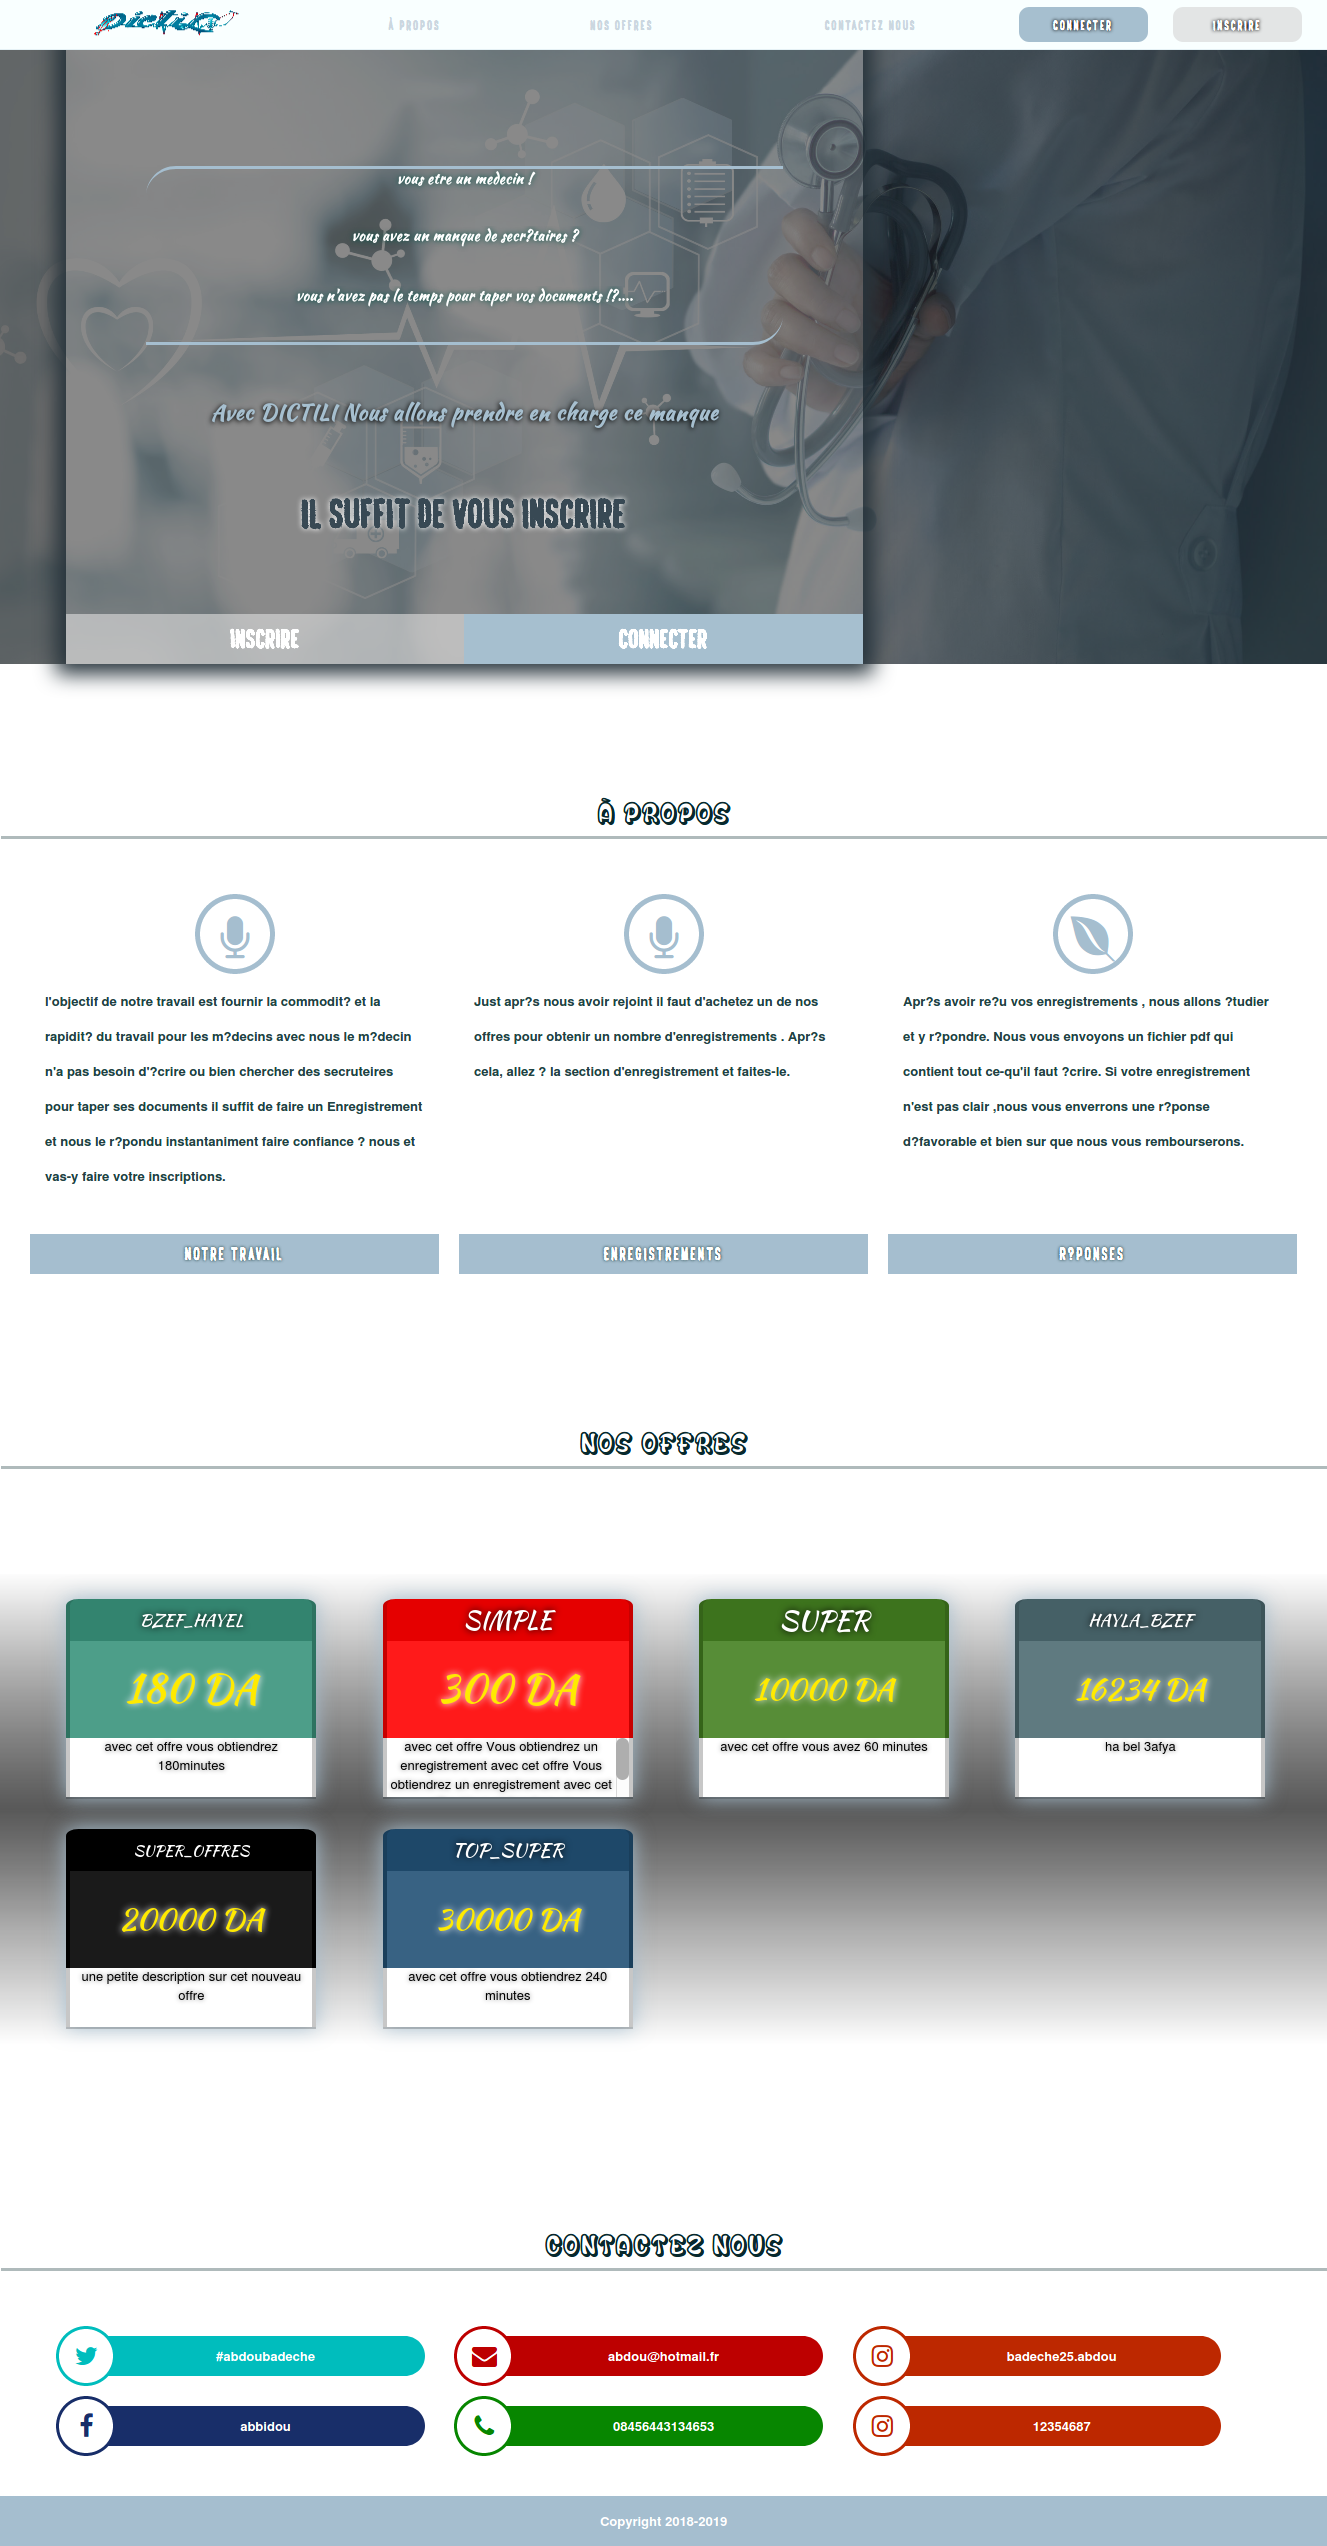 DictiliO
À PROPOS
NOS OFFRES
CONTACTEZ NOUS
CONNECTER
INSCRIRE
vous etre un medecin !
vous avez un manque de secr?taires ?
vous n'avez pas le temps pour taper vos documents !?....
Avec DICTILI Nous allons prendre en charge ce manque
IL SUFFIT DE VOUS INSCRIRE
INSCRIRE
CONNECTER
À PROPOS
l'objectif de notre travail est fournir la commodit? et la
rapidit? du travail pour les m?decins avec nous le m?decin
n'a pas besoin d'?crire ou bien chercher des secruteires
pour taper ses documents il suffit de faire un Enregistrement
et nous le r?pondu instantaniment faire confiance ? nous et
vas-y faire votre inscriptions.
NOTRE TRAVAIL
Just apr?s nous avoir rejoint il faut d'achetez un de nos
offres pour obtenir un nombre d'enregistrements . Apr?s
cela, allez ? la section d'enregistrement et faites-le.
ENREGISTREMENTS
Apr?s avoir re?u vos enregistrements , nous allons ?tudier
et y r?pondre. Nous vous envoyons un fichier pdf qui
contient tout ce-qu'il faut ?crire. Si votre enregistrement
n'est pas clair ,nous vous enverrons une r?ponse
d?favorable et bien sur que nous vous rembourserons.
R?PONSES
NOS OFFRES
BZEF_HAYEL
180 DA
avec cet offre vous obtiendrez
180minutes
SIMPLE
300 DA
avec cet offre Vous obtiendrez un
enregistrement avec cet offre Vous
obtiendrez un enregistrement avec cet
SUPER
10000 DA
avec cet offre vous avez 60 minutes
HAYLA_BZEF
16234 DA
ha bel 3afya
SUPER_OFFRES
20000 DA
une petite description sur cet nouveau
offre
TOP_SUPER
30000 DA
avec cet offre vous obtiendrez 240
minutes
CONTACTEZ NOUS
#abdoubadeche
abdou@hotmail.fr
badeche25.abdou
abbidou
08456443134653
12354687
Copyright 2018-2019